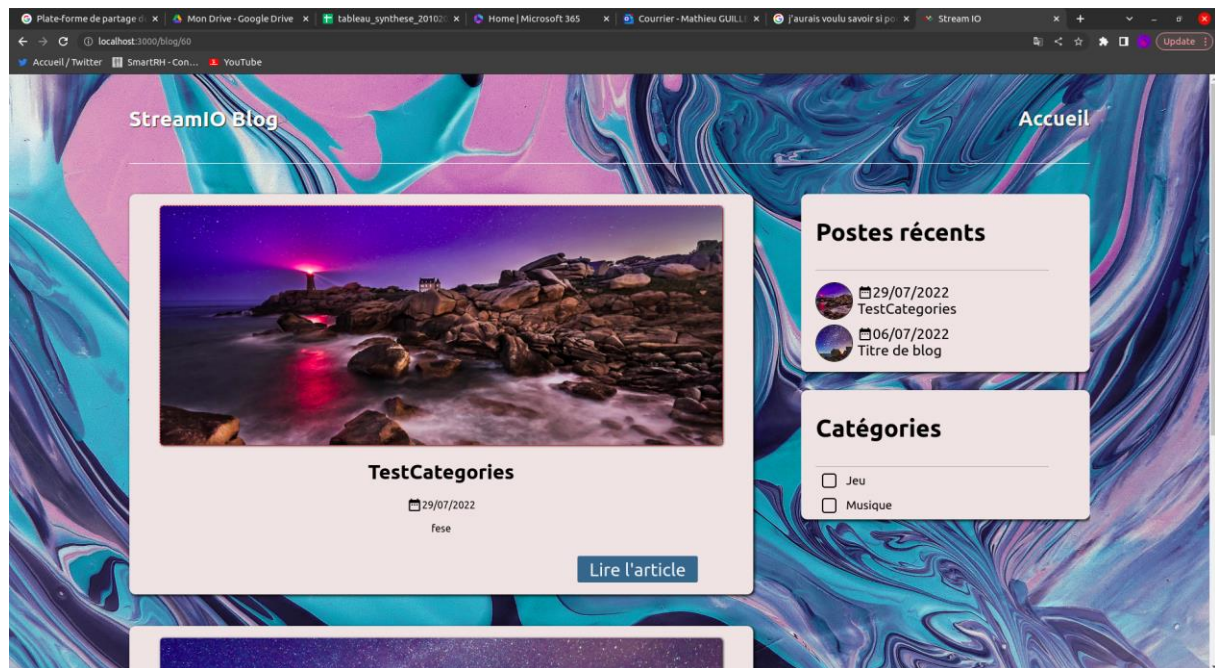 Plate-forme de partage d
Mon Drive - Google Drive
tableau_synthese_20102
Home | Microsoft 365
Courrier - Mathieu GUILL
j'aurais voulu savoir si po
Stream IO
localhost:3000/blog/60
Update
Accueil / Twitter
SmartRH - Con...
YouTube
StreamIO Blog
Accueil
Postes récents
29/07/2022
TestCategories
06/07/2022
Titre de blog
Catégories
Jeu
Musique
TestCategories
29/07/2022
fese
Lire l'article